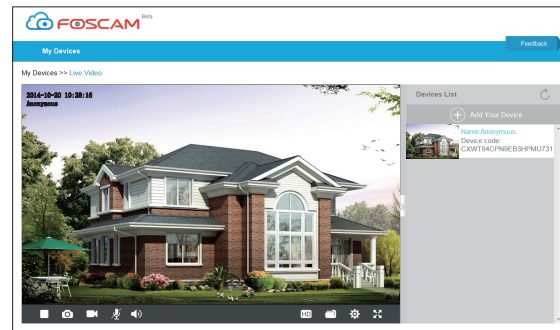 FOSCAM Beta
Feedback
My Devices
My Devices >> Live Video
2014-10-20 10:28:16
Anonymous
HD
Devices List
Add Your Device
Name:Anonymous
Device code:
CXWT84CPN9EB3HPMU731